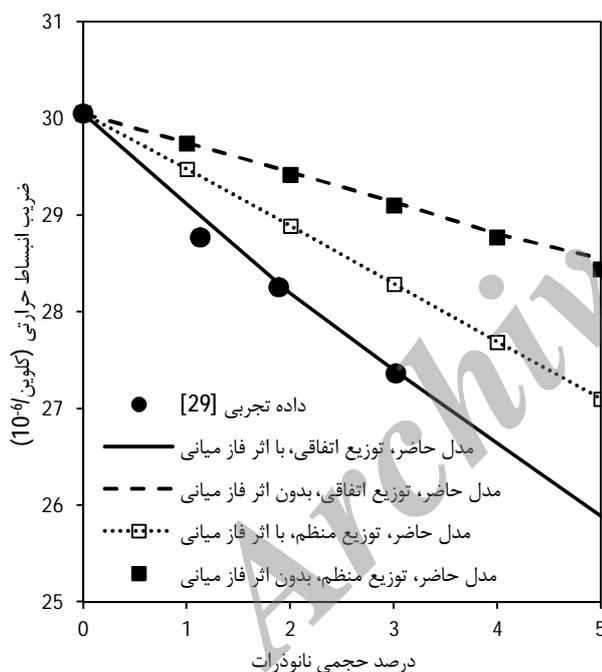 31
30
29
28
27
26
25
ضریب انبساط حرارتی (کلوین/10-6)
داده تجربی [29]
مدل حاضر، توزیع اتفاقی، با اثر فاز میانی
مدل حاضر، توزیع اتفاقی، بدون اثر فاز میانی
مدل حاضر، توزیع منظم، با اثر فاز میانی
مدل حاضر، توزیع منظم، بدون اثر فاز میانی
0 1 2 3 4 5
درصد حجمی نانوذرات
Archiv